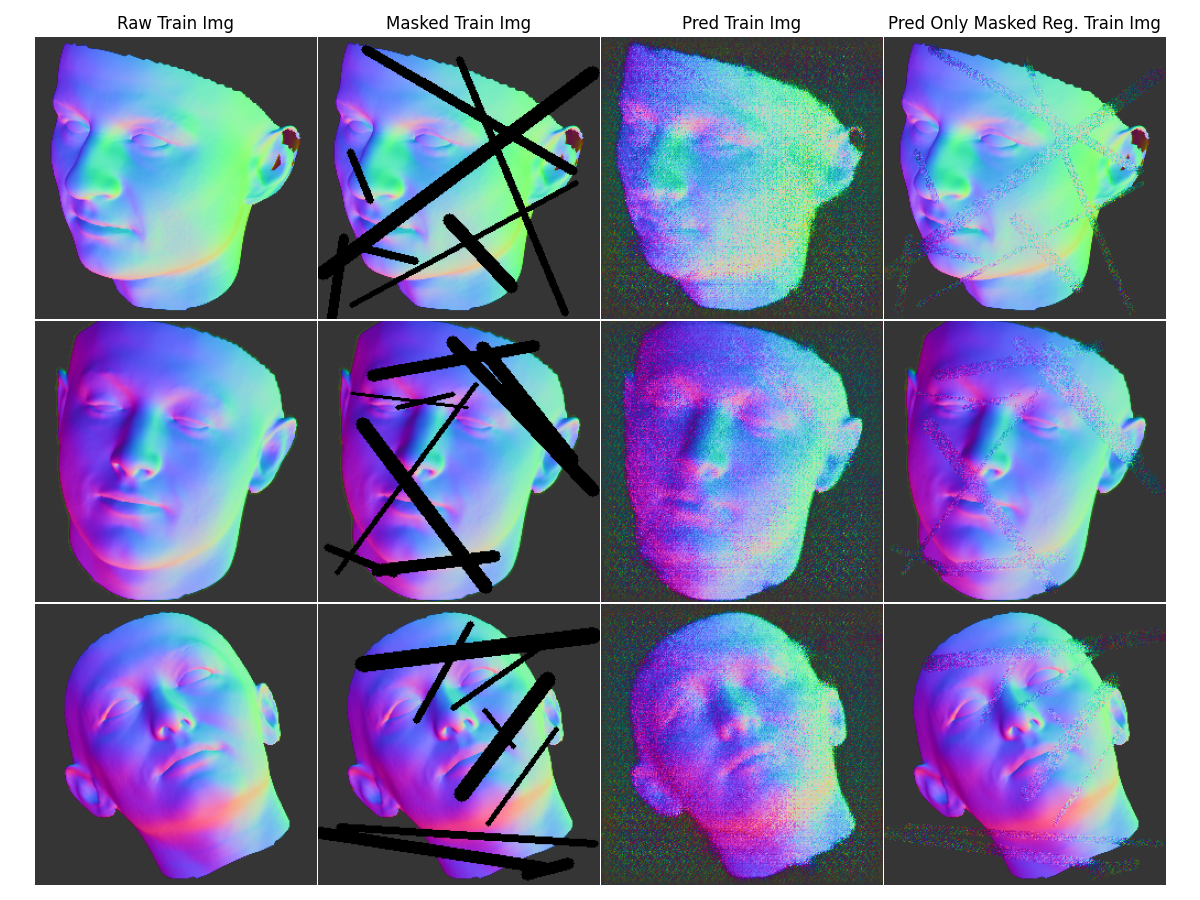 Raw Train Img
Masked Train Img
Pred Train Img
Pred Only Masked Reg. Train Img